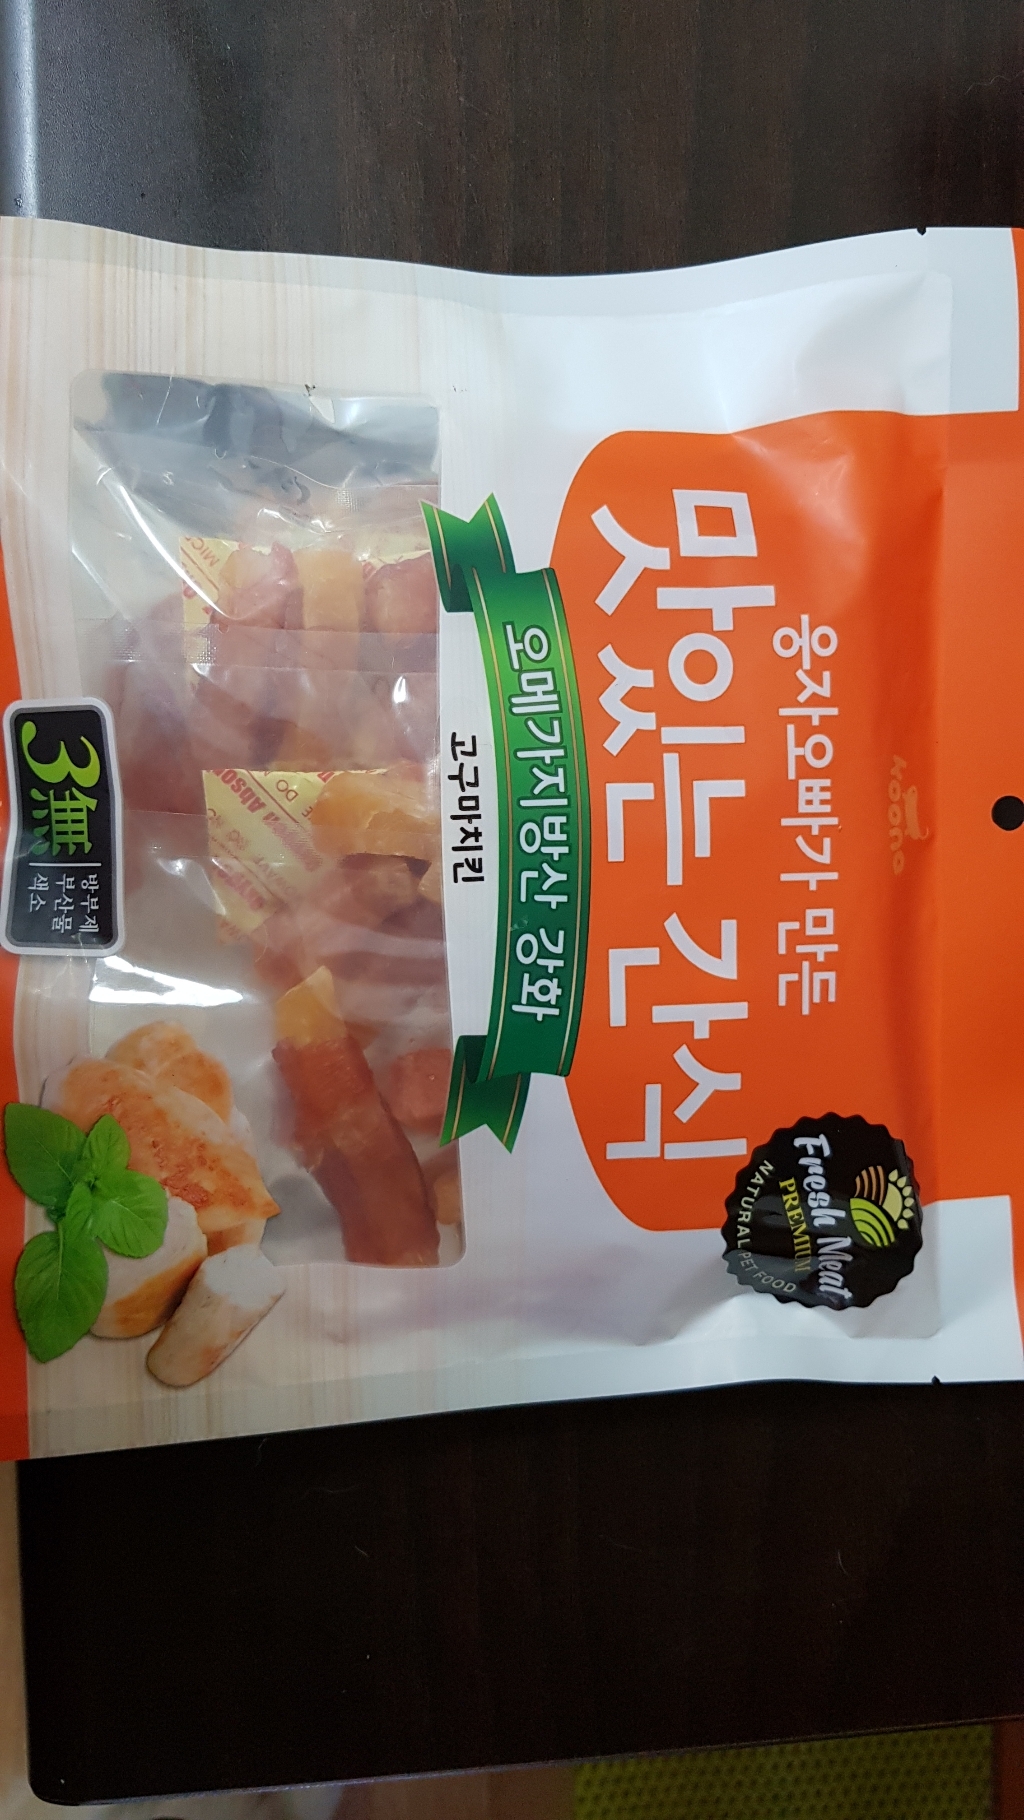 roono
웅자오빠가 만든
맛있는 간식
Fresh Meat
PREMIUM
NATURAL PET FOOD
오메가지방산 강화
고구마치킨
3無
방부제
부산물
색소